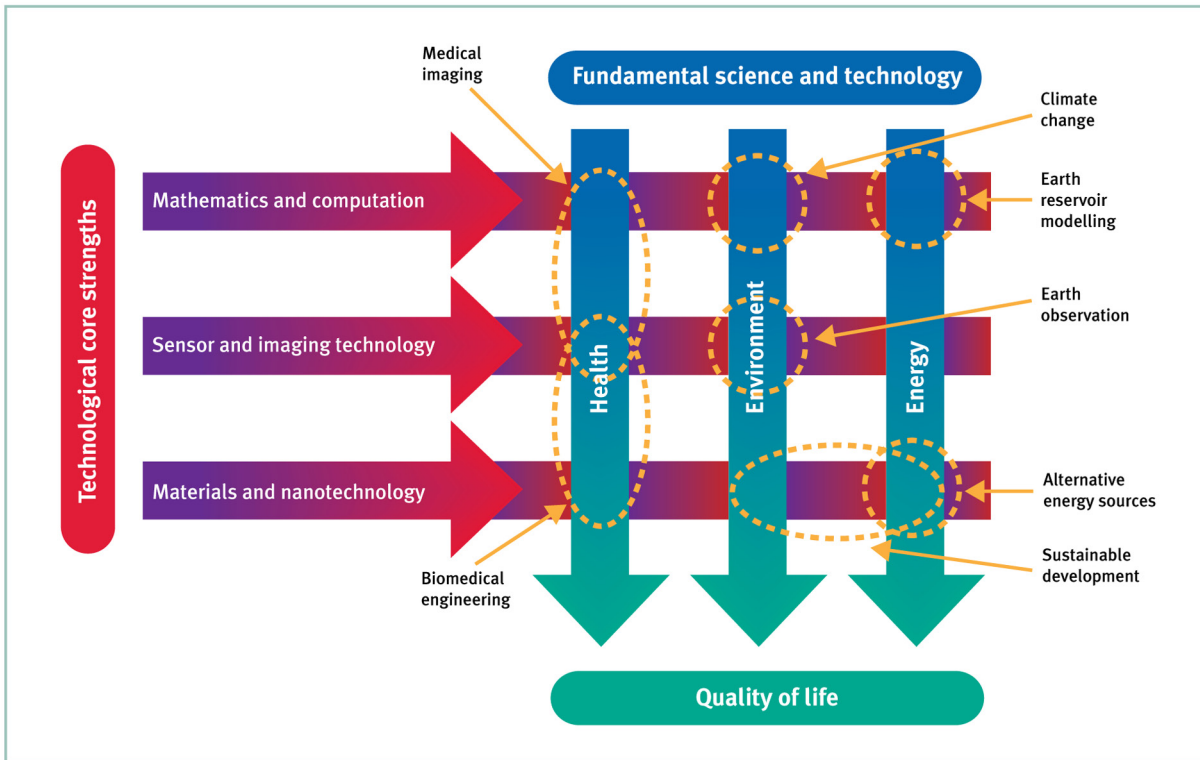 Medical
imaging
Fundamental science and technology
Climate
change
Technological core strengths
Mathematics and computation
Earth
reservoir
modelling
Sensor and imaging technology
Health
Environment
Energy
Earth
observation
Materials and nanotechnology
Alternative
energy sources
Biomedical
engineering
Sustainable
development
Quality of life